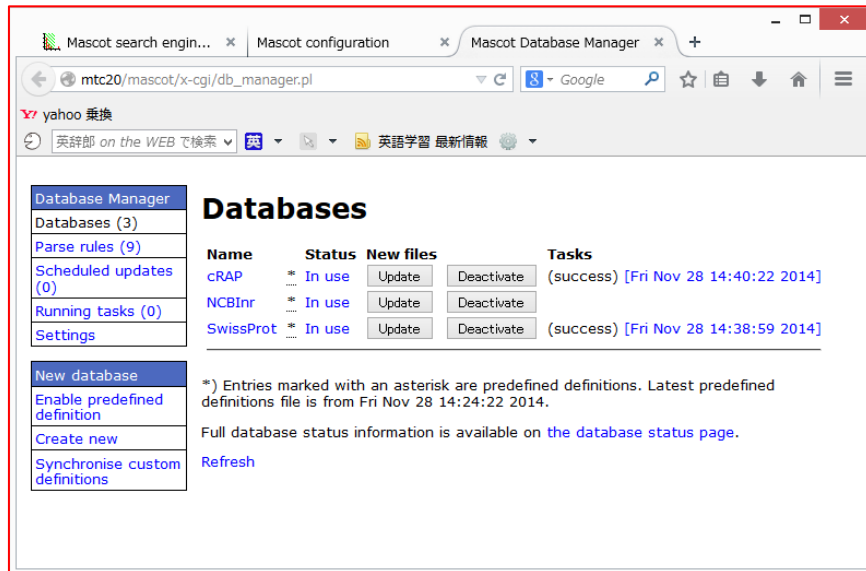 Mascot search engin... × Mascot configuration × Mascot Database Manager × +
mtc20/mascot/x-cgi/db_manager.pl Google
yahoo 乗換
英辞郎 on the WEB で検索 英 英語学習 最新情報
Database Manager
Databases (3)
Parse rules (9)
Scheduled updates
(0)
Running tasks (0)
Settings
New database
Enable predefined
definition
Create new
Synchronise custom
definitions
Databases
Name Status New files Tasks
cRAP * In use Update Deactivate (success) [Fri Nov 28 14:40:22 2014]
NCBInr * In use Update Deactivate
SwissProt * In use Update Deactivate (success) [Fri Nov 28 14:38:59 2014]
*) Entries marked with an asterisk are predefined definitions. Latest predefined
definitions file is from Fri Nov 28 14:24:22 2014.
Full database status information is available on the database status page.
Refresh